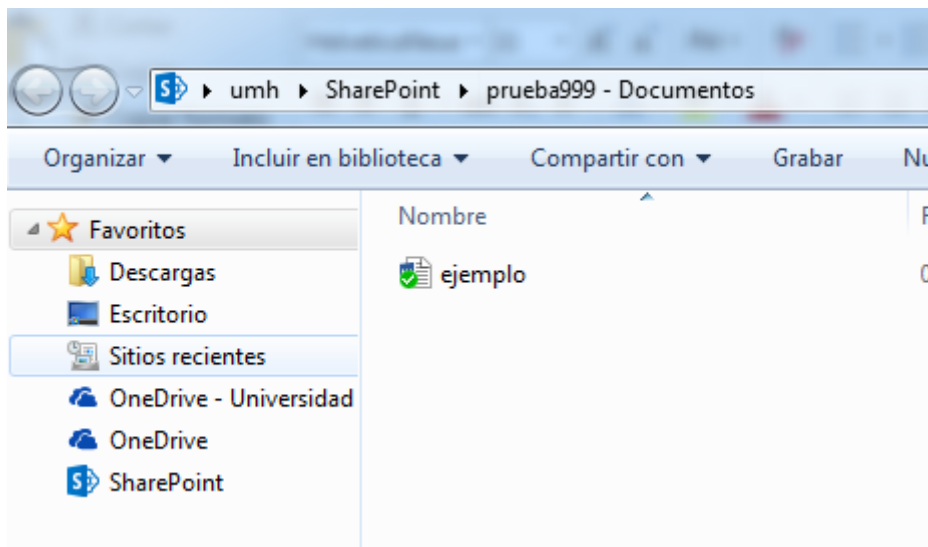 umh SharePoint prueba999 - Documentos
Organizar Incluir en biblioteca Compartir con Grabar
Nombre
Favoritos
Descargas
ejemplo
Escritorio
Sitios recientes
OneDrive - Universidad
OneDrive
SharePoint